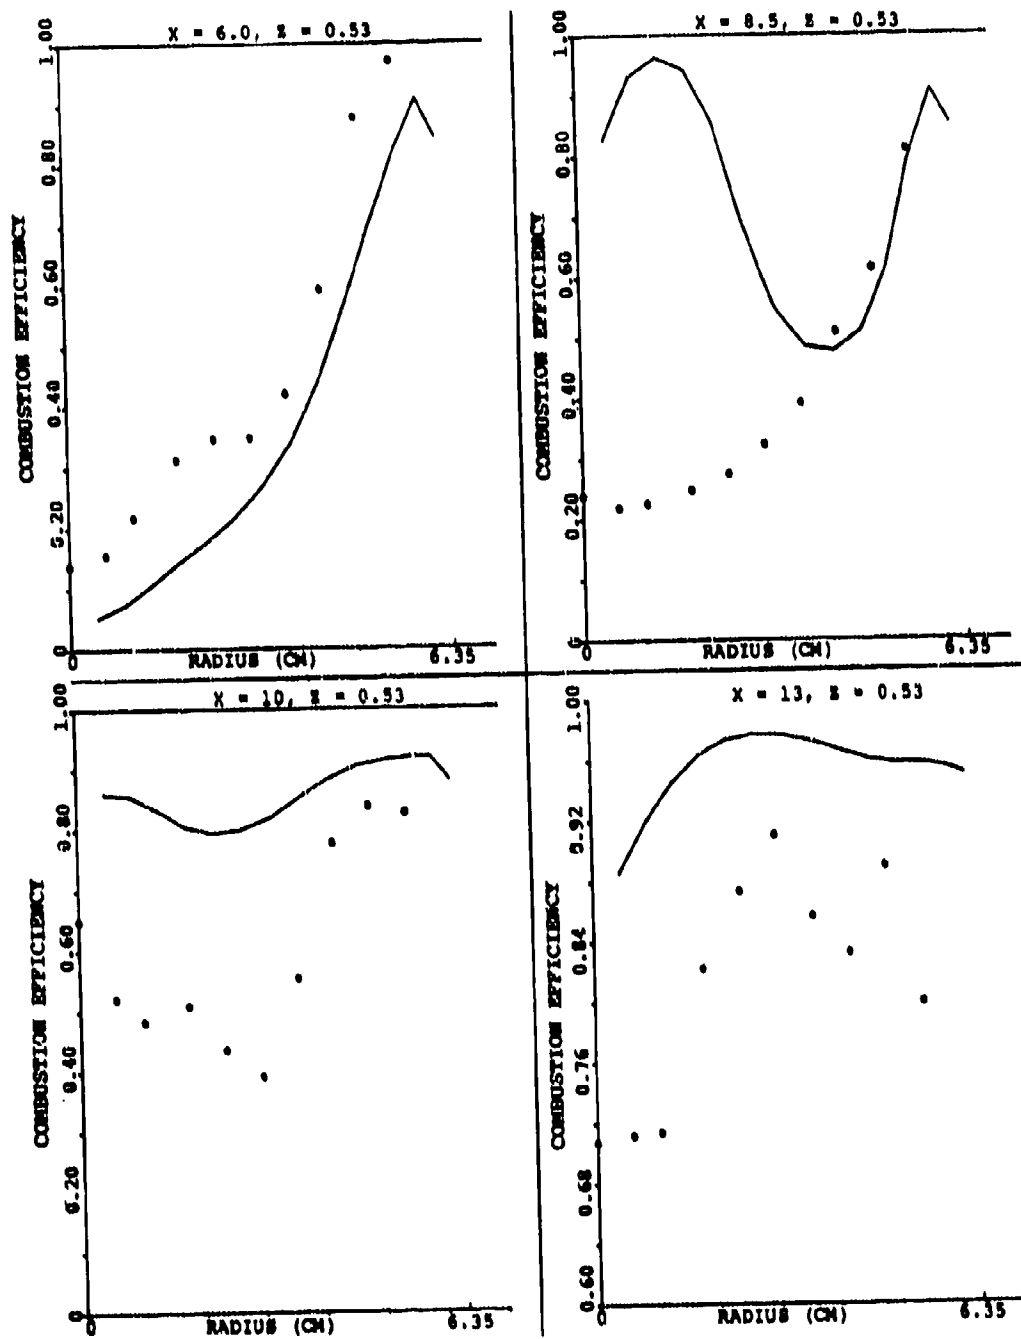 X = 6.0, Z = 0.53
1.00
0.80
0.60
0.40
0.20
0
COMBUSTION EFFICIENCY
0
RADIUS (CM)
6.35
X = 8.5, Z = 0.53
1.00
0.80
0.60
0.40
0.20
0
COMBUSTION EFFICIENCY
0
RADIUS (CM)
6.35
X = 10, Z = 0.53
1.00
0.80
0.60
0.40
0.20
0
COMBUSTION EFFICIENCY
0
RADIUS (CM)
6.35
X = 13, Z = 0.53
1.00
0.92
0.84
0.76
0.68
0.60
COMBUSTION EFFICIENCY
0
RADIUS (CM)
6.35